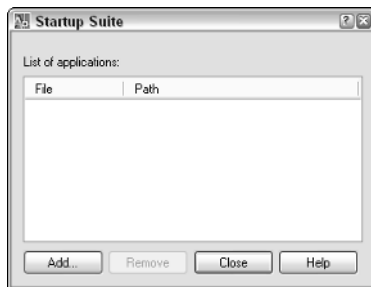 Startup Suite
List of applications:
File Path
Add... Remove Close Help